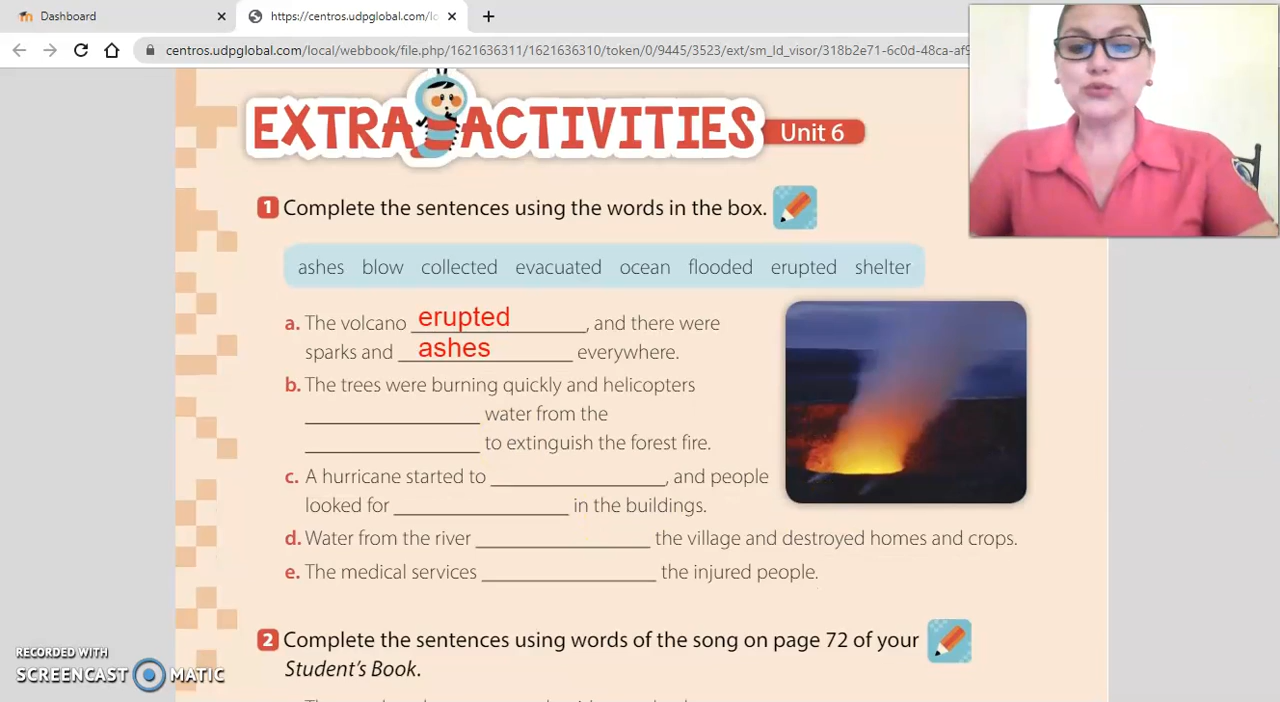 Dashboard
https://centros.udpglobal.com/lo
centros.udpglobal.com/local/webbook/file.php/1621636311/1621636310/token/0/9445/3523/ext/sm_ld_visor/318b2e71-6c0d-48ca-af9
EXTRA ACTIVITIES Unit 6
1 Complete the sentences using the words in the box.
ashes blow collected evacuated ocean flooded erupted shelter
a. The volcano erupted, and there were
sparks and ashes everywhere.
b. The trees were burning quickly and helicopters
water from the
to extinguish the forest fire.
c. A hurricane started to , and people
looked for in the buildings.
d. Water from the river the village and destroyed homes and crops.
e. The medical services the injured people.
2 Complete the sentences using words of the song on page 72 of your
Student's Book.
RECORDED WITH
SCREENCAST MATIC